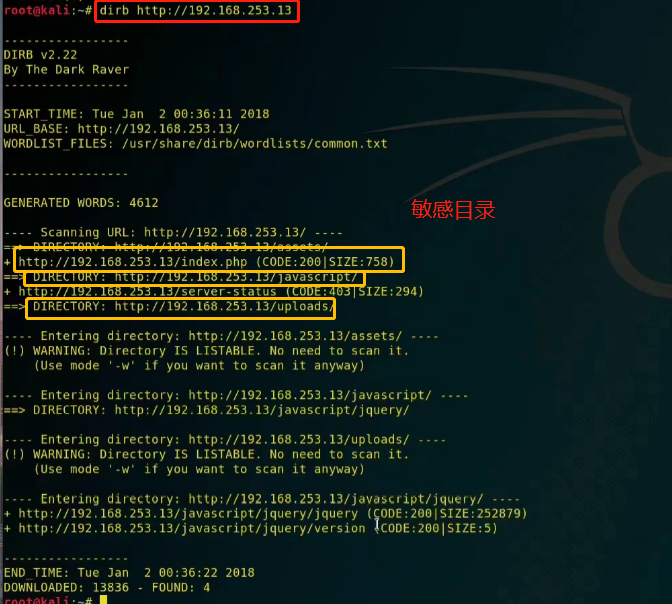 root@kali:~# dirb http://192.168.253.13
-----------------
DIRB v2.22
By The Dark Raver
-----------------
START_TIME: Tue Jan  2 00:36:11 2018
URL_BASE: http://192.168.253.13/
WORDLIST_FILES: /usr/share/dirb/wordlists/common.txt
-----------------
GENERATED WORDS: 4612
敏感目录
---- Scanning URL: http://192.168.253.13/ ----
==> DIRECTORY: http://192.168.253.13/assets/
+ http://192.168.253.13/index.php (CODE:200|SIZE:758)
==> DIRECTORY: http://192.168.253.13/javascript/
+ http://192.168.253.13/server-status (CODE:403|SIZE:294)
==> DIRECTORY: http://192.168.253.13/uploads/
---- Entering directory: http://192.168.253.13/assets/ ----
(!) WARNING: Directory IS LISTABLE. No need to scan it.
    (Use mode '-w' if you want to scan it anyway)
---- Entering directory: http://192.168.253.13/javascript/ ----
==> DIRECTORY: http://192.168.253.13/javascript/jquery/
---- Entering directory: http://192.168.253.13/uploads/ ----
(!) WARNING: Directory IS LISTABLE. No need to scan it.
    (Use mode '-w' if you want to scan it anyway)
---- Entering directory: http://192.168.253.13/javascript/jquery/ ----
+ http://192.168.253.13/javascript/jquery/jquery (CODE:200|SIZE:252879)
+ http://192.168.253.13/javascript/jquery/version (CODE:200|SIZE:5)
-----------------
END_TIME: Tue Jan  2 00:36:22 2018
DOWNLOADED: 13836 - FOUND: 4
root@kali:~#